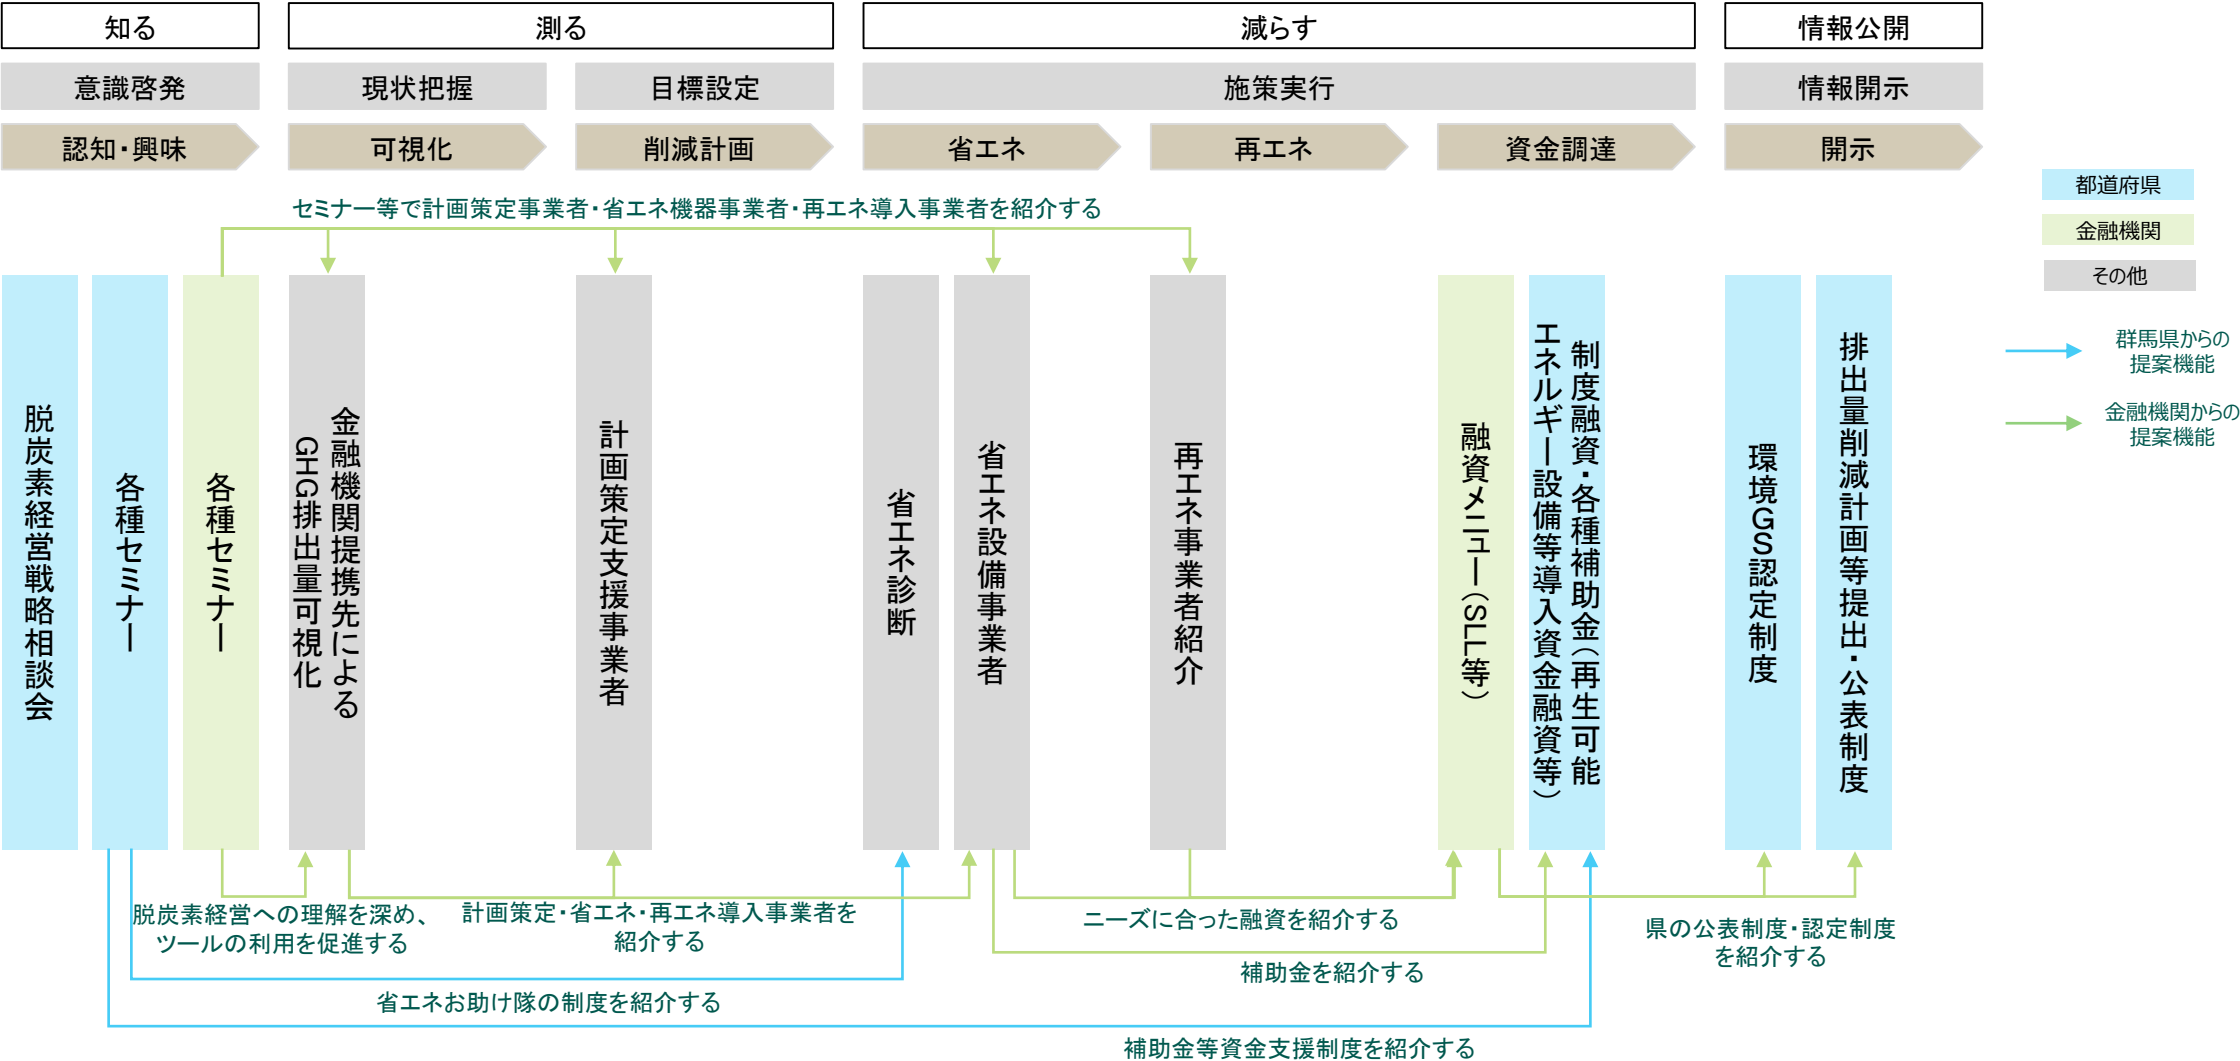 知る
測る
減らす
情報公開
意識啓発
現状把握
目標設定
施策実行
情報開示
認知・興味
可視化
削減計画
省エネ
再エネ
資金調達
開示
都道府県
金融機関
その他
群馬県からの
提案機能
金融機関からの
提案機能
セミナー等で計画策定事業者・省エネ機器事業者・再エネ導入事業者を紹介する
脱炭素経営戦略相談会
各種セミナー
各種セミナー
金融機関提携先による
GHG排出量可視化
計画策定支援事業者
省エネ診断
省エネ設備事業者
再エネ事業者紹介
融資メニュー（SLL等）
制度融資・各種補助金（再生可能
エネルギー設備等導入資金融資等）
環境GS認定制度
排出量削減計画等提出・公表制度
脱炭素経営への理解を深め、
ツールの利用を促進する
計画策定・省エネ・再エネ導入事業者を
紹介する
ニーズに合った融資を紹介する
県の公表制度・認定制度
を紹介する
補助金を紹介する
省エネお助け隊の制度を紹介する
補助金等資金支援制度を紹介する